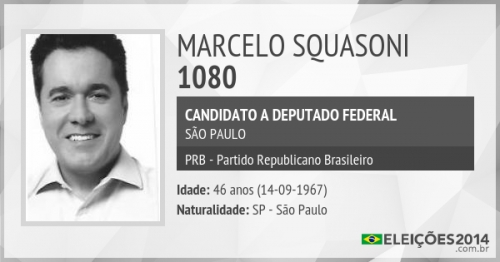 MARCELO SQUASONI
1080
CANDIDATO A DEPUTADO FEDERAL
SÃO PAULO
PRB - Partido Republicano Brasileiro
Idade: 46 anos (14-09-1967)
Naturalidade: SP - São Paulo
ELEIÇÕES2014
.com.br